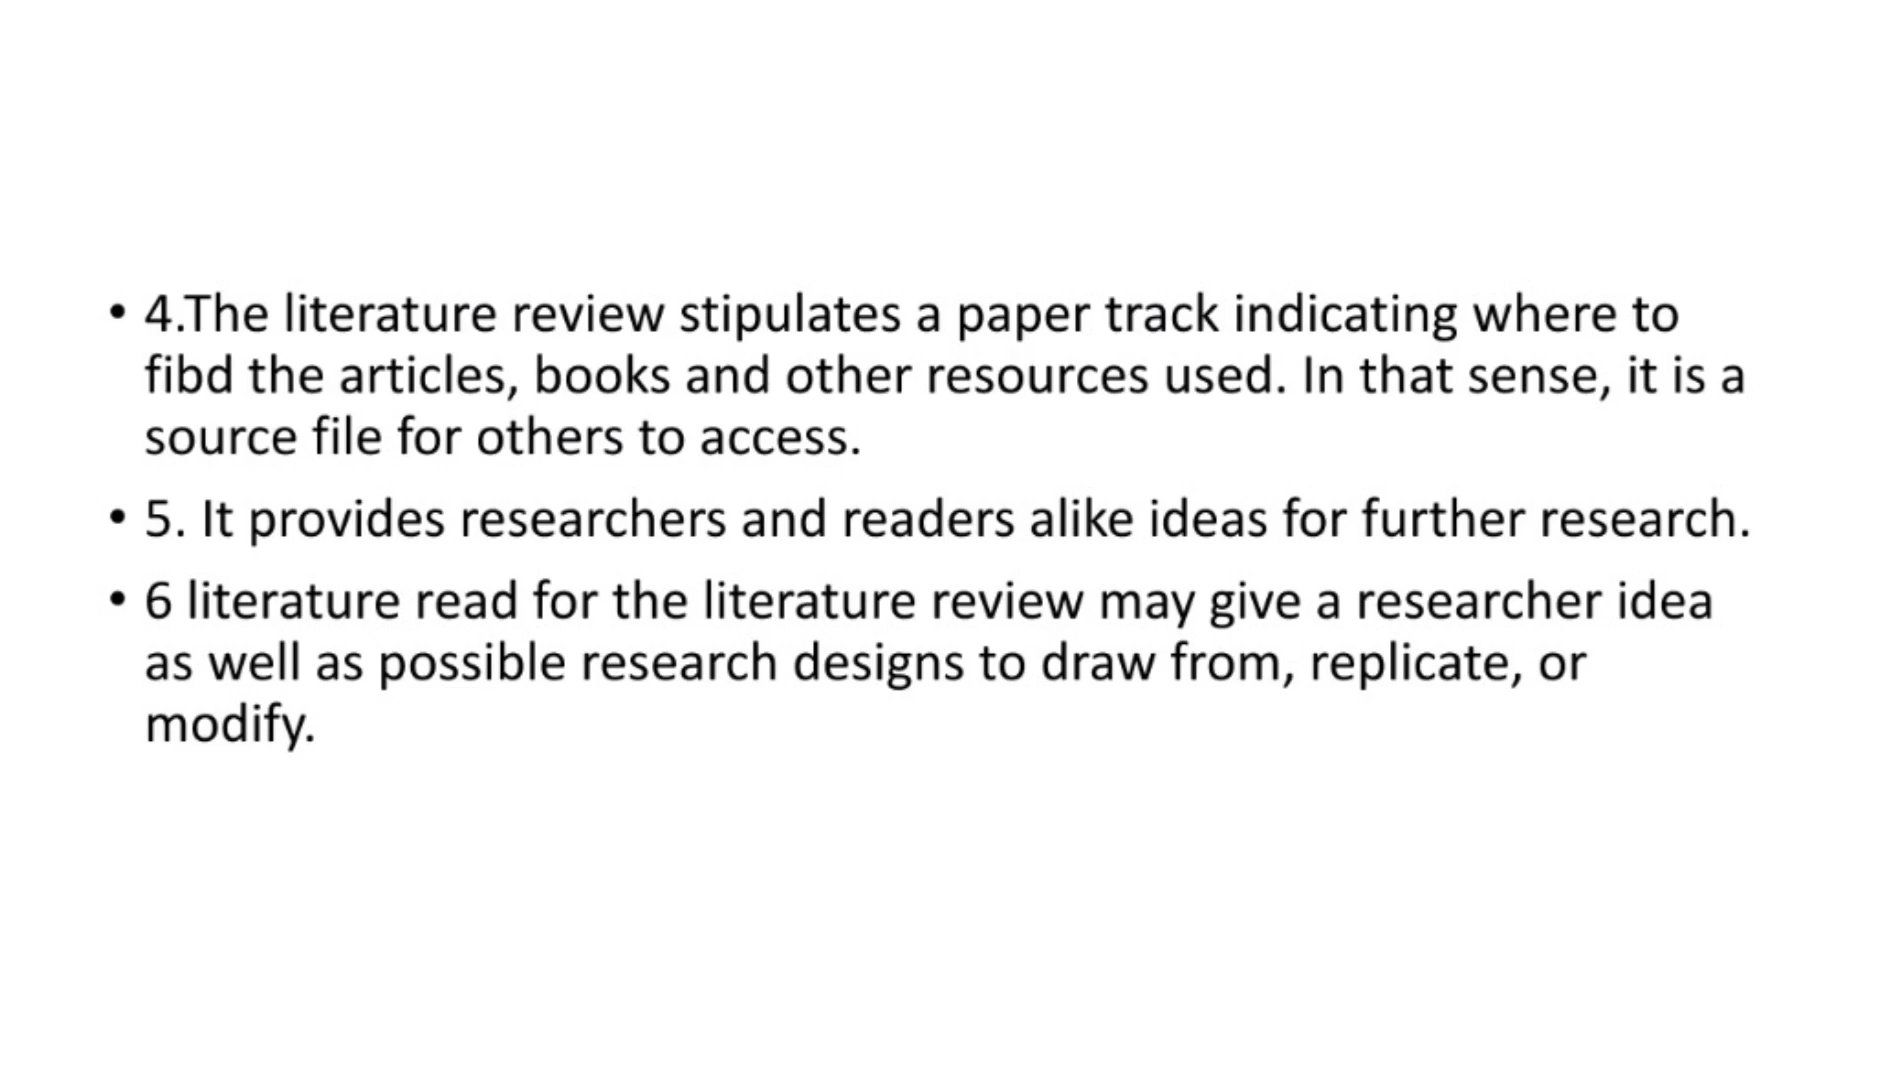 • 4.The literature review stipulates a paper track indicating where to
fibd the articles, books and other resources used. In that sense, it is a
source file for others to access.
• 5. It provides researchers and readers alike ideas for further research.
• 6 literature read for the literature review may give a researcher idea
as well as possible research designs to draw from, replicate, or
modify.